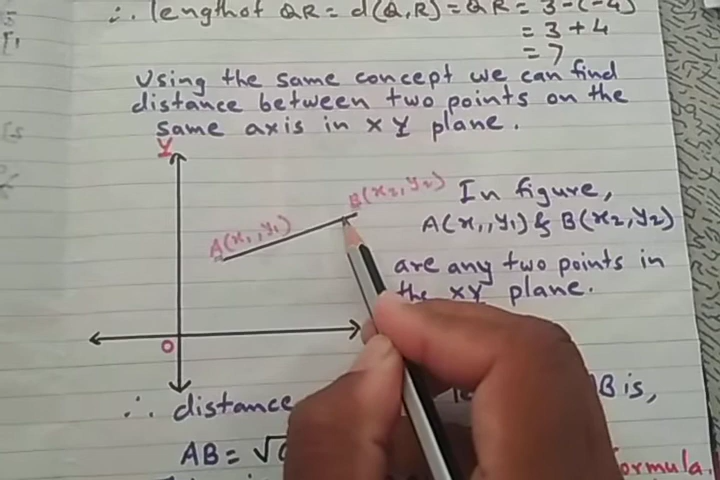 ∴ length of QR = d(Q,R) = QR = 3-(-4)
= 3 + 4
= 7
Using the same concept we can find
distance between two points on the
same axis in XY plane.
Y
B(x₂,y₂)
A(x₁,y₁)
In figure,
A(x₁,y₁) & B(x₂,y₂)
are any two points in
the XY plane.
O
∴ distance B is,
AB = √
formula.